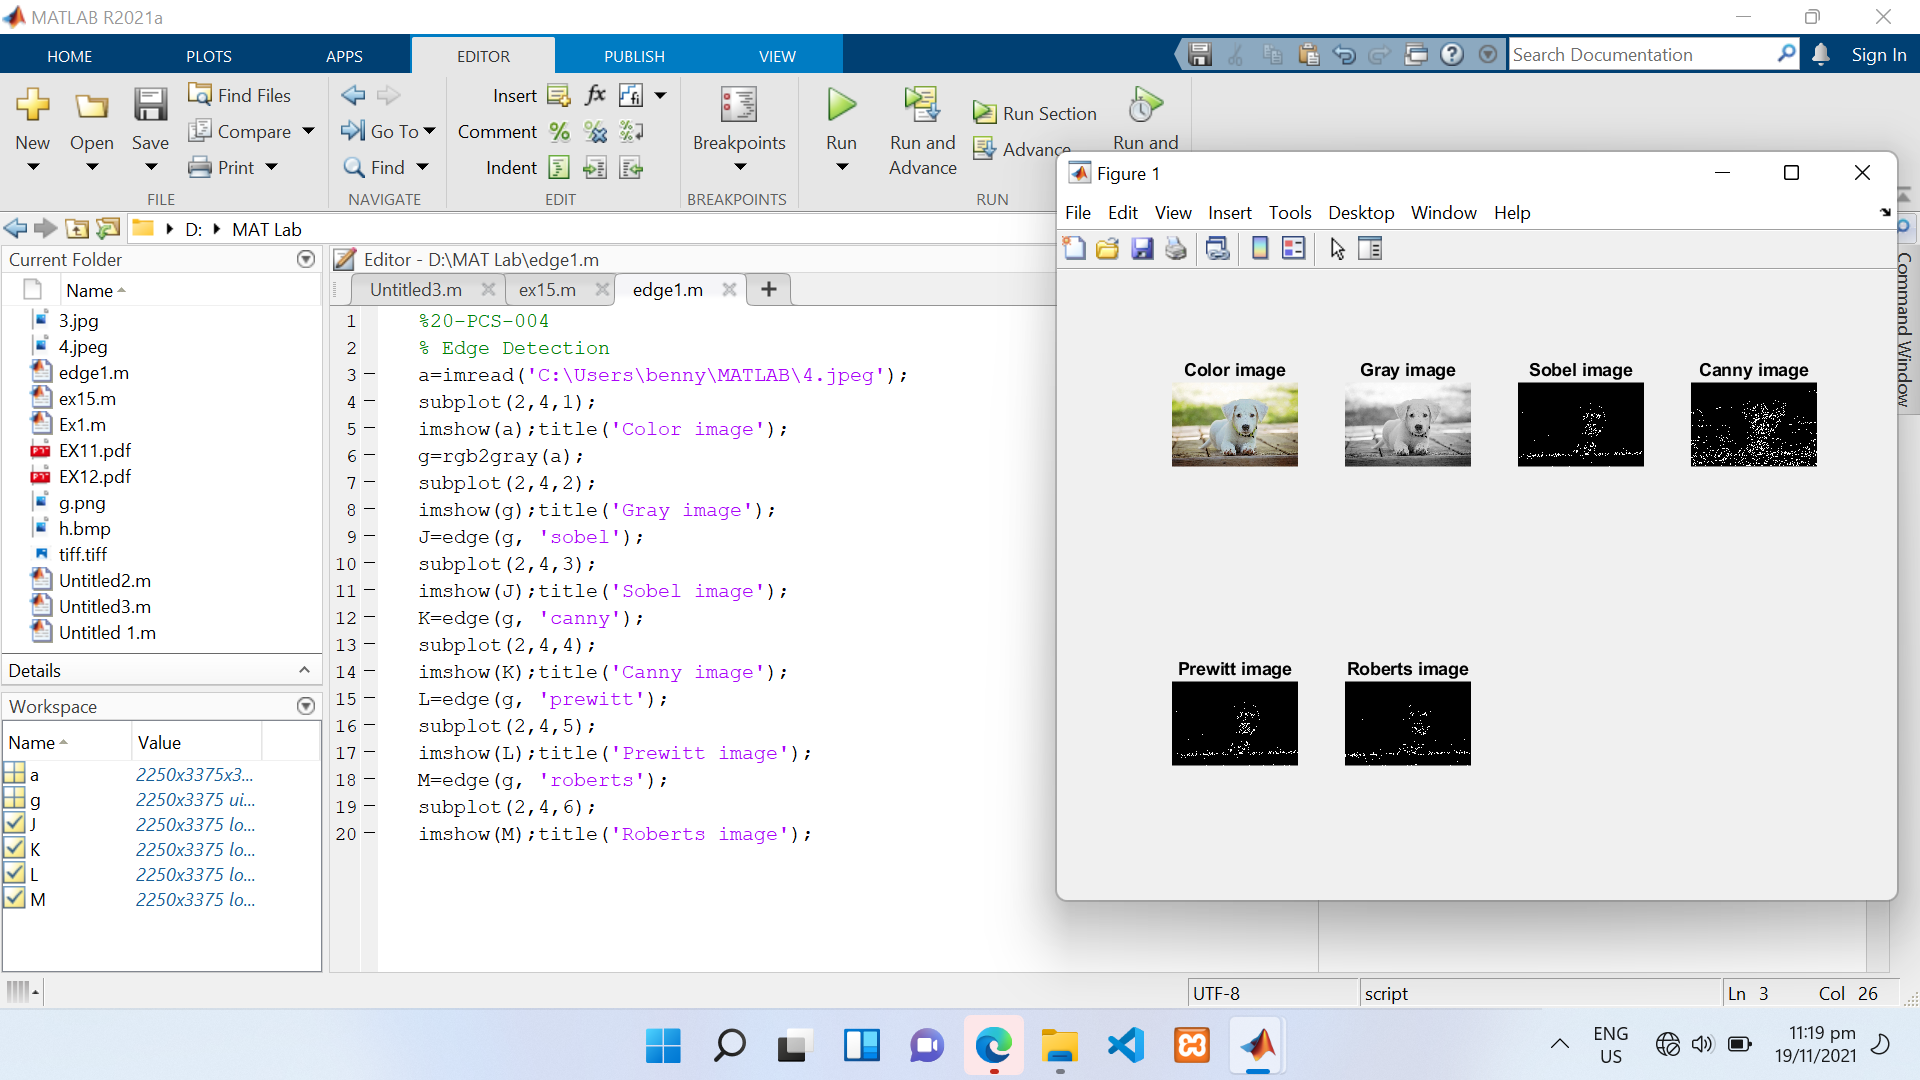 MATLAB R2021a
HOME PLOTS APPS EDITOR PUBLISH VIEW
Search Documentation
Sign In
New
Open
Save
Find Files
Compare
Print
FILE
Go To
Find
NAVIGATE
Insert fx fi
Comment % %
Indent
EDIT
Breakpoints
BREAKPOINTS
Run
Run and
Advance
Run Section
Advance
Run and
RUN
D: MAT Lab
Current Folder
Name
3.jpg
4.jpeg
edge1.m
ex15.m
Ex1.m
EX11.pdf
EX12.pdf
g.png
h.bmp
tiff.tiff
Untitled2.m
Untitled3.m
Untitled 1.m
Details
Workspace
Name Value
a 2250x3375x3...
g 2250x3375 ui...
J 2250x3375 lo...
K 2250x3375 lo...
L 2250x3375 lo...
M 2250x3375 lo...
Editor - D:\MAT Lab\edge1.m
Untitled3.m ex15.m edge1.m +
1 %20-PCS-004
2 % Edge Detection
3 a=imread('C:\Users\benny\MATLAB\4.jpeg');
4 subplot(2,4,1);
5 imshow(a);title('Color image');
6 g=rgb2gray(a);
7 subplot(2,4,2);
8 imshow(g);title('Gray image');
9 J=edge(g, 'sobel');
10 subplot(2,4,3);
11 imshow(J);title('Sobel image');
12 K=edge(g, 'canny');
13 subplot(2,4,4);
14 imshow(K);title('Canny image');
15 L=edge(g, 'prewitt');
16 subplot(2,4,5);
17 imshow(L);title('Prewitt image');
18 M=edge(g, 'roberts');
19 subplot(2,4,6);
20 imshow(M);title('Roberts image');
Figure 1
File Edit View Insert Tools Desktop Window Help
Color image Gray image Sobel image Canny image
Prewitt image Roberts image
Command Window
UTF-8 script Ln 3 Col 26
ENG
US
11:19 pm
19/11/2021